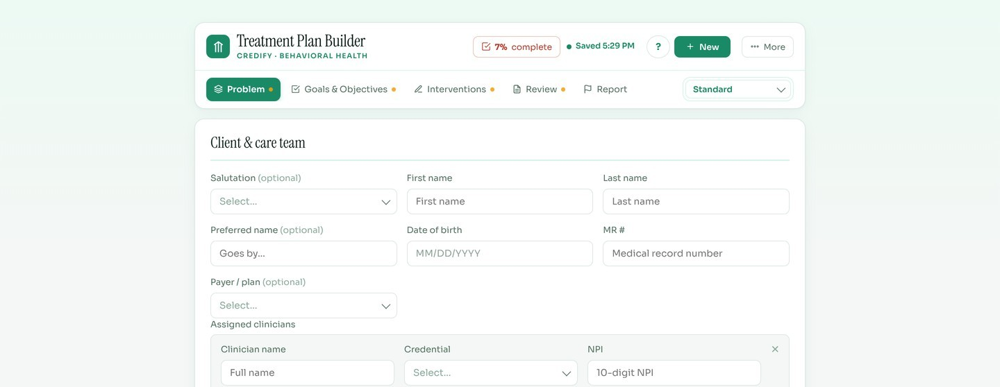 Treatment Plan Builder
CREDIFY · BEHAVIORAL HEALTH
7% complete
Saved 5:29 PM
?
+ New
••• More
Problem
Goals & Objectives
Interventions
Review
Report
Standard
Client & care team
Salutation (optional)
First name
Last name
Select...
First name
Last name
Preferred name (optional)
Date of birth
MR #
Goes by...
MM/DD/YYYY
Medical record number
Payer / plan (optional)
Select...
Assigned clinicians
Clinician name
Credential
NPI
×
Full name
Select...
10-digit NPI